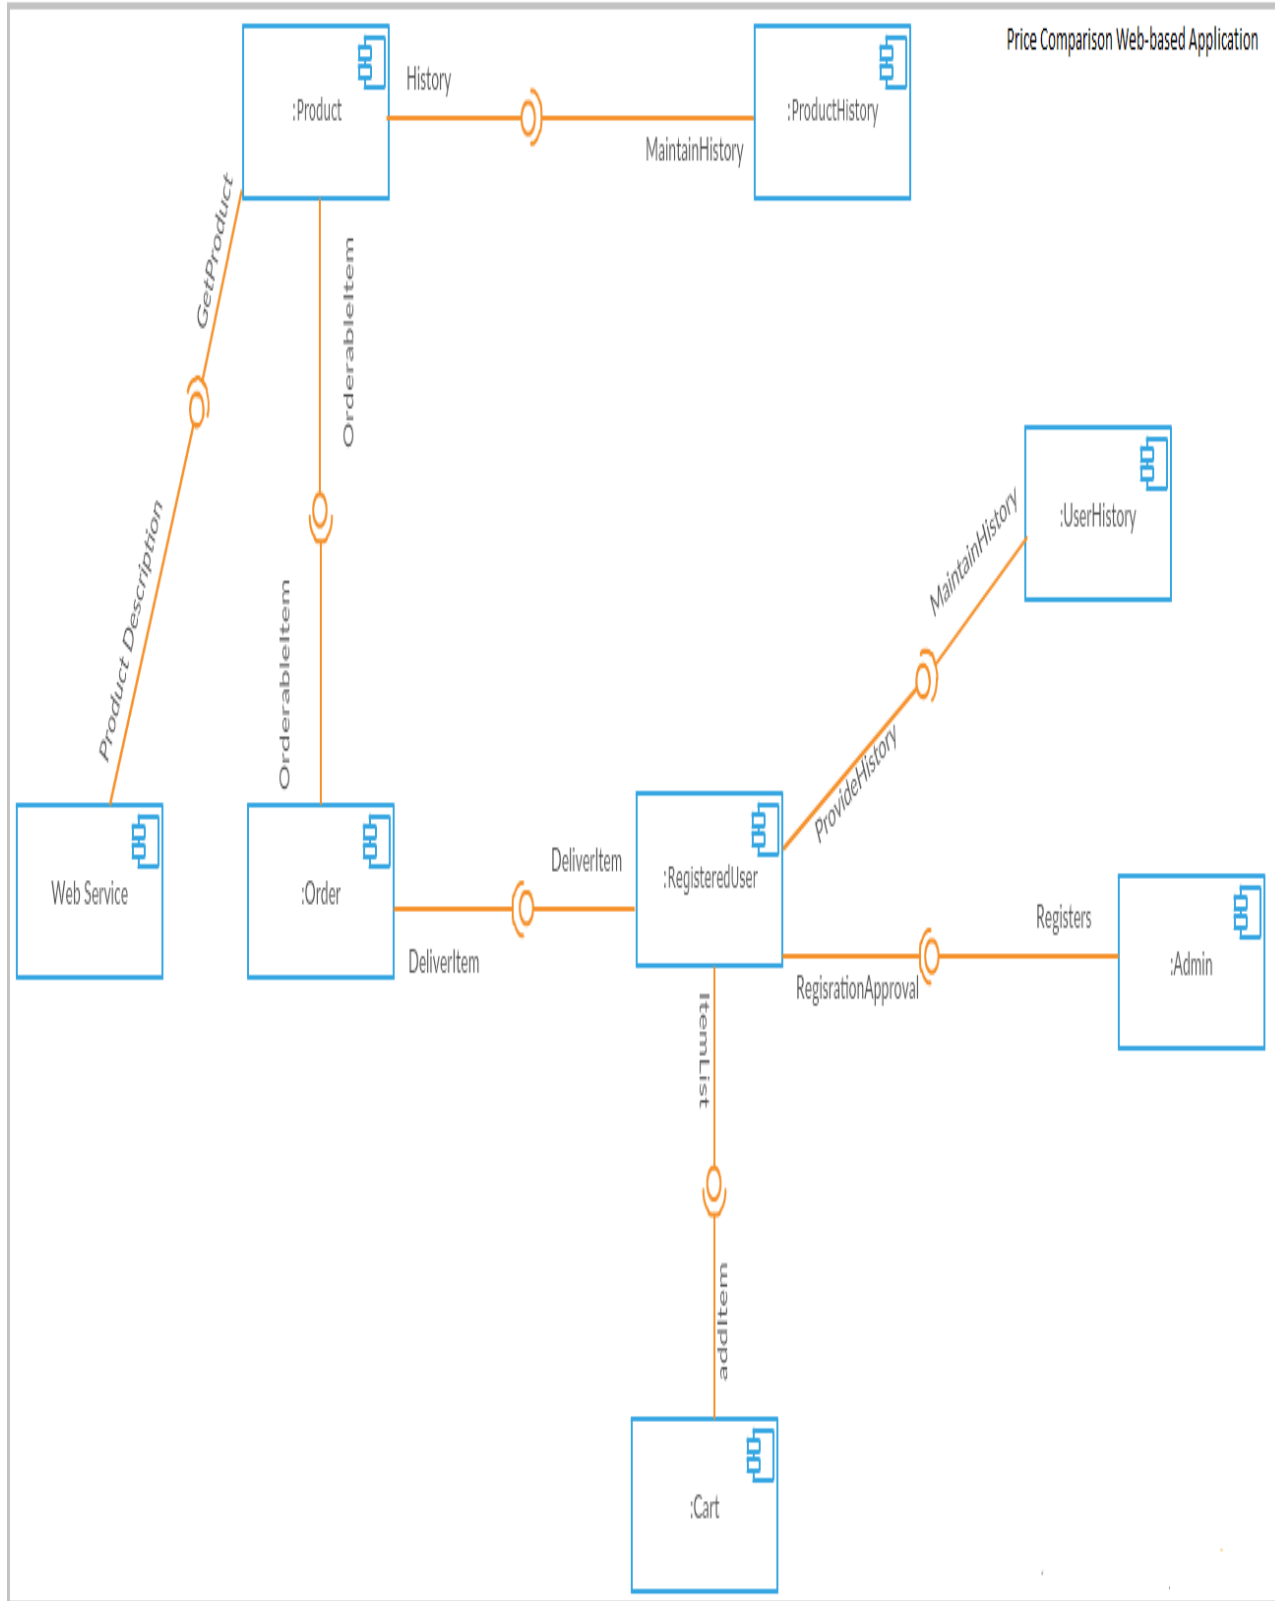 Price Comparison Web-based Application
:Product
History
MaintainHistory
:ProductHistory
GetProduct
OrderableItem
Product Description
OrderableItem
MaintainHistory
:UserHistory
ProvideHistory
Web Service
:Order
DeliverItem
DeliverItem
:RegisteredUser
Registers
RegisrationApproval
:Admin
ItemList
addItem
:Cart